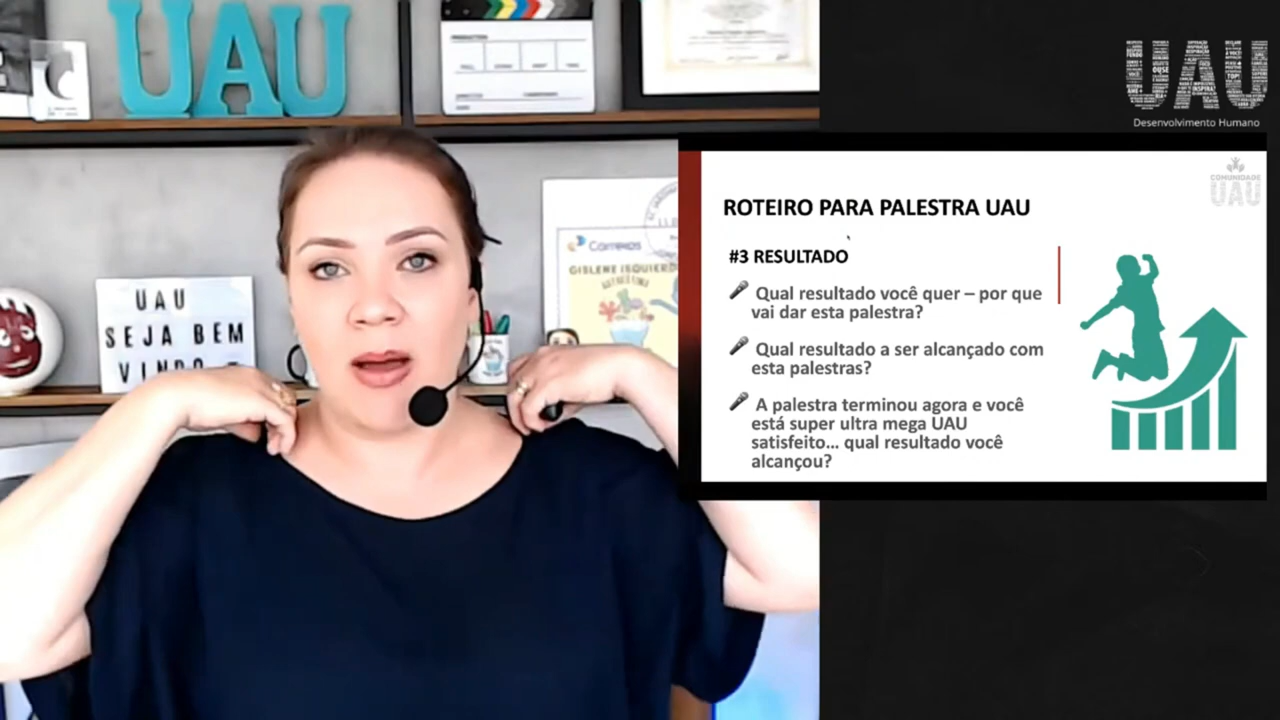 UAU
PRODUCTION
UAU
SEJA BEM
VINDO
Correios
GISLENE ISQUIERDO
UAU
Desenvolvimento Humano
COMUNIDADE
UAU
ROTEIRO PARA PALESTRA UAU
#3 RESULTADO
Qual resultado você quer – por que
vai dar esta palestra?
Qual resultado a ser alcançado com
esta palestras?
A palestra terminou agora e você
está super ultra mega UAU
satisfeito... qual resultado você
alcançou?